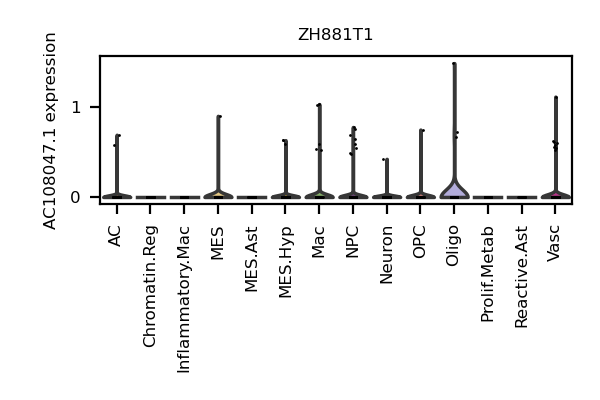 ZH881T1
AC108047.1 expression
1
0
AC
Chromatin.Reg
Inflammatory.Mac
MES
MES.Ast
MES.Hyp
Mac
NPC
Neuron
OPC
Oligo
Prolif.Metab
Reactive.Ast
Vasc